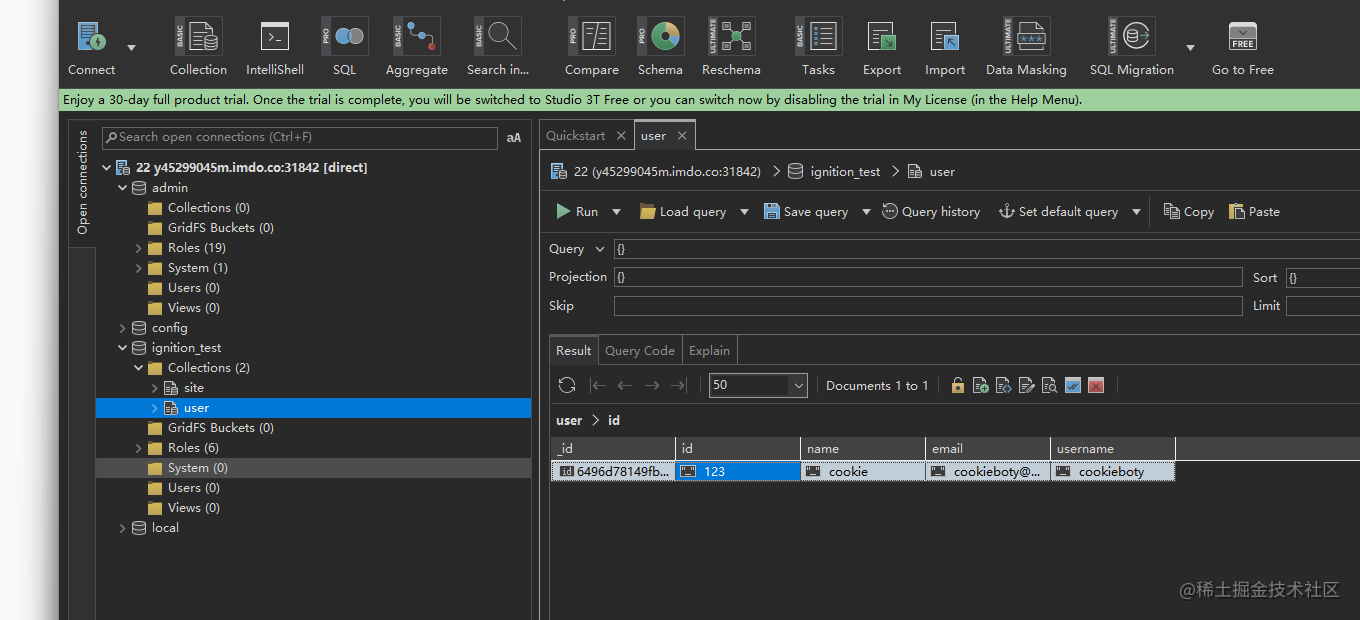 BASIC PRO BASIC BASIC PRO PRO ULTIMATE BASIC ULTIMATE ULTIMATE FREE
Connect Collection IntelliShell SQL Aggregate Search in... Compare Schema Reschema Tasks Export Import Data Masking SQL Migration Go to Free
Enjoy a 30-day full product trial. Once the trial is complete, you will be switched to Studio 3T Free or you can switch now by disabling the trial in My License (in the Help Menu).
Open connections
Search open connections (Ctrl+F) aA
22 y45299045m.imdo.co:31842 [direct]
admin
Collections (0)
GridFS Buckets (0)
Roles (19)
System (1)
Users (0)
Views (0)
config
ignition_test
Collections (2)
site
user
GridFS Buckets (0)
Roles (6)
System (0)
Users (0)
Views (0)
local
Quickstart user
22 (y45299045m.imdo.co:31842) ignition_test user
Run Load query Save query Query history Set default query Copy Paste
Query {}
Projection {} Sort {}
Skip Limit
Result Query Code Explain
50 Documents 1 to 1
user > id
_id id name email username
id 6496d78149fb... 123 cookie cookieboty@... cookieboty
@稀土掘金技术社区